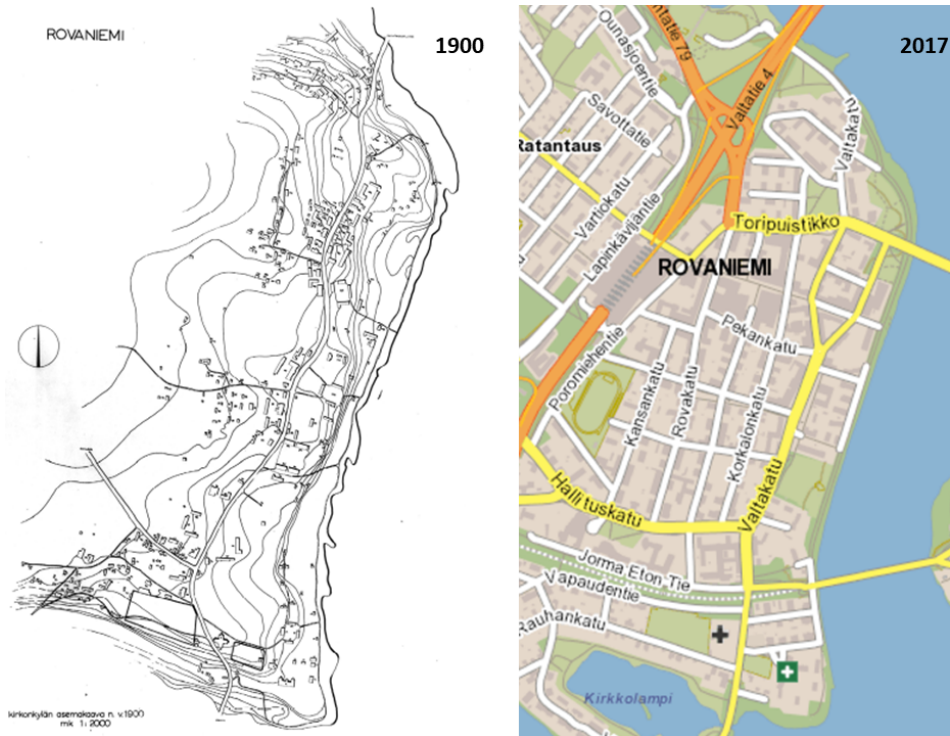 ROVANIEMI
1900
kirkonkylän asemakaava n. v.1900
mk 1:2000
2017
Ounasjoentie
ntatie 79
Valtatie 4
Savottatie
Ratantaus
Valtakatu
Vartiokatu
Lapinkävijäntie
Toripuistikko
ROVANIEMI
Pekankatu
Poromiehentie
Kansankatu
Rovakatu
Korkalonkatu
Valtakatu
Hallituskatu
Jorma Eton Tie
Vapaudentie
Rauhankatu
Kirkkolampi